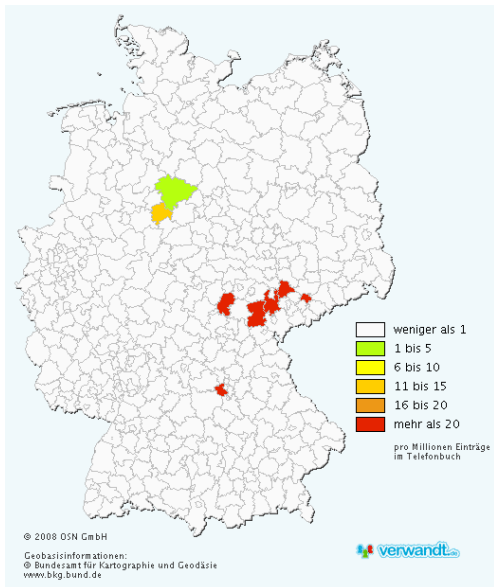 weniger als 1
1 bis 5
6 bis 10
11 bis 15
16 bis 20
mehr als 20
pro Millionen Einträge
im Telefonbuch
© 2008 OSN GmbH
Geobasisinformationen:
© Bundesamt für Kartographie und Geodäsie
www.bkg.bund.de
verwandt.de